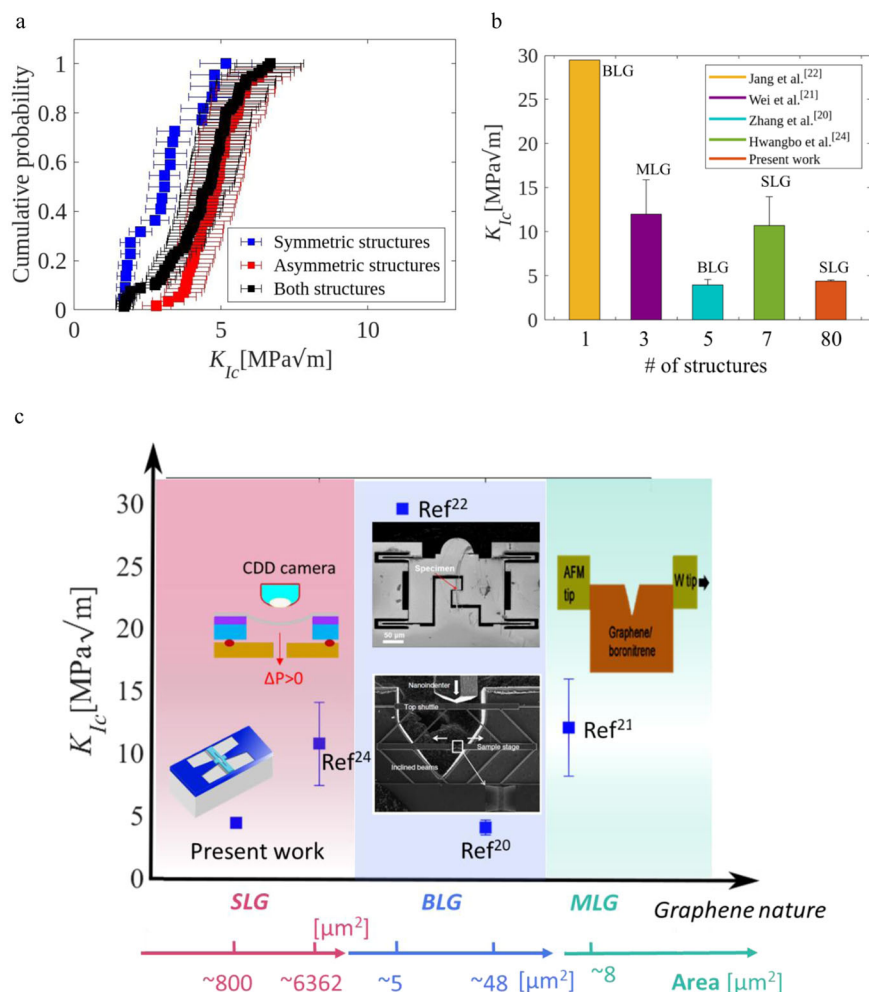 a
Cumulative probability
1
0.8
0.6
0.4
0.2
0
0
5
10
K_Ic[MPa√m]
Symmetric structures
Asymmetric structures
Both structures
b
K_Ic[MPa√m]
30
25
20
15
10
5
0
BLG
MLG
BLG
SLG
SLG
Jang et al.[22]
Wei et al.[21]
Zhang et al.[20]
Hwangbo et al.[24]
Present work
1
3
5
7
80
# of structures
c
K_Ic [MPa√m]
30
25
20
15
10
5
0
CDD camera
ΔP>0
Ref24
Present work
Ref22
Specimen
50 µm
Nanoindenter
Top shuttle
Sample stage
Inclined beams
Ref20
AFM
tip
W tip
Graphene/
boronitrene
Ref21
SLG
BLG
MLG
Graphene nature
[µm²]
~800
~6362
~5
~48
[µm²]
~8
Area [µm²]